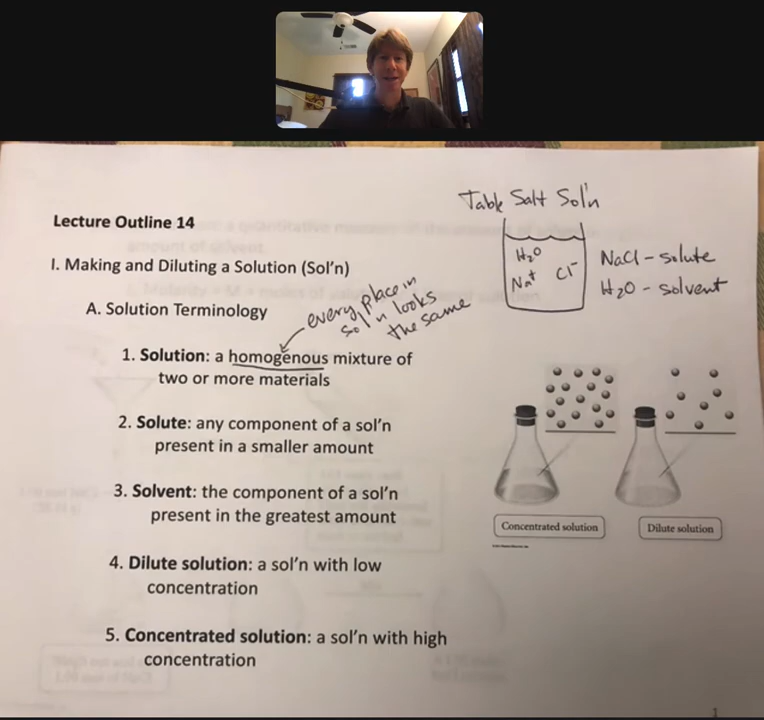 Table Salt Sol'n
Lecture Outline 14
H₂O
Na⁺ Cl⁻
NaCl - solute
H₂O - solvent
I. Making and Diluting a Solution (Sol'n)
A. Solution Terminology
every place in
sol'n looks
the same
1. Solution: a homogenous mixture of
two or more materials
2. Solute: any component of a sol'n
present in a smaller amount
3. Solvent: the component of a sol'n
present in the greatest amount
Concentrated solution
Dilute solution
4. Dilute solution: a sol'n with low
concentration
5. Concentrated solution: a sol'n with high
concentration
1